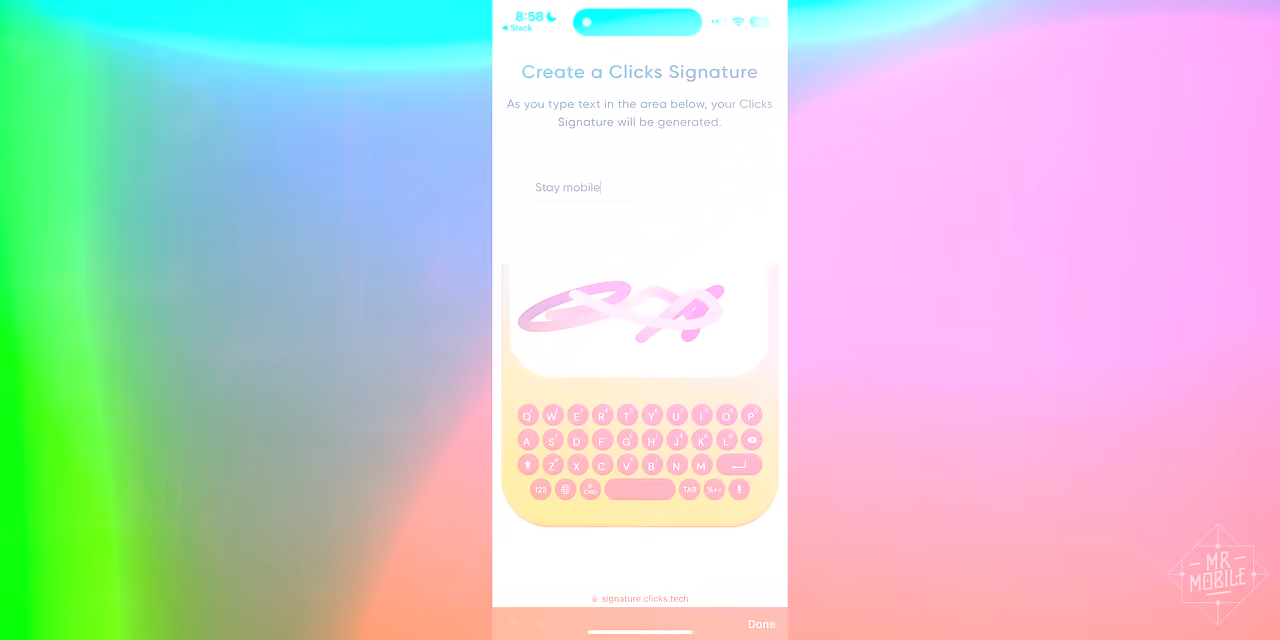 8:58
Slack
Create a Clicks Signature
As you type text in the area below, your Clicks
Signature will be generated.
Stay mobile
Q W E R T Y U I O P
A S D F G H J K L
Z X C V B N M
123 CMD TAB
signature.clicks.tech
Done
MR
MOBILE